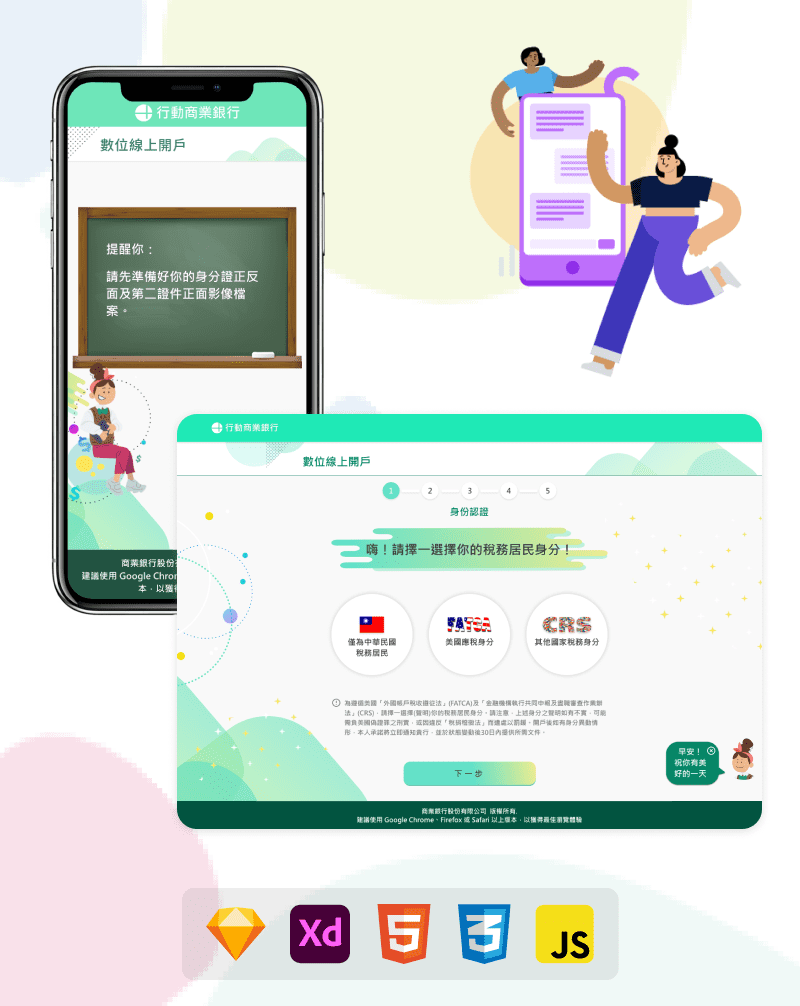 行動商業銀行
數位線上開戶
提醒你：
請先準備好你的身分證正反
面及第二證件正面影像檔
案。
商業銀行股份
建議使用 Google Chro
本，以獲
行動商業銀行
數位線上開戶
1 2 3 4 5
身份認證
嗨！請擇一選擇你的稅務居民身分！
FATCA
CRS
僅為中華民國
稅務居民
美國應稅身分
其他國家稅務身分
為遵循美國「外國帳戶稅收遵從法」(FATCA)及「金融機構執行共同申報及盡職審查作業辦
法」(CRS)，請擇一選擇(聲明)你的稅務居民身分。請注意，上述身分之聲明如有不實，可能
需負美國偽證罪之刑責，或因違反「稅捐稽徵法」而遭處以罰鍰。開戶後如有身分異動情
形，本人承諾將立即通知貴行，並於狀態變動後30日內提供所需文件。
下一步
早安！
祝你有美
好的一天
商業銀行股份有限公司 版權所有.
建議使用 Google Chrome、Firefox 或 Safari 以上版本，以獲得最佳瀏覽體驗
Xd
5
3
JS